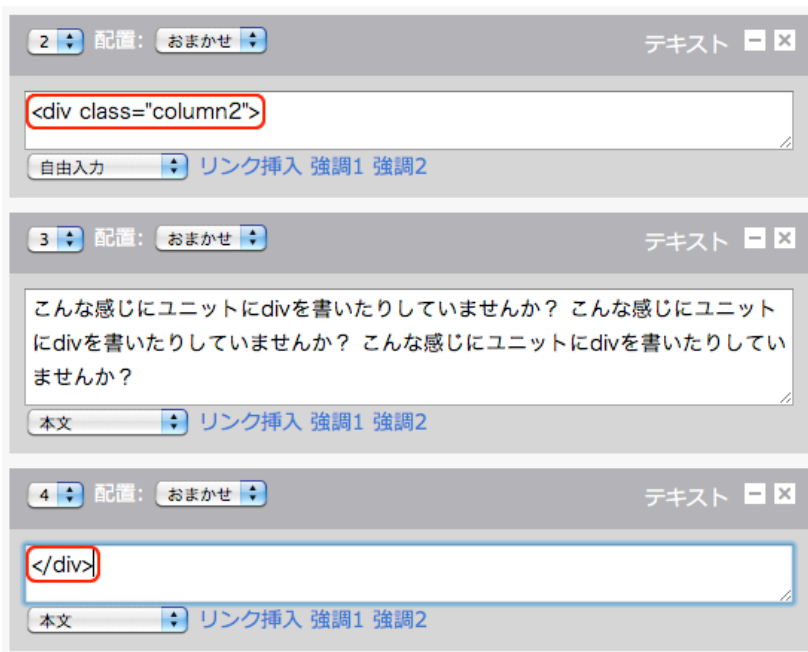 2 配置: おまかせ テキスト
<div class="column2">
自由入力 リンク挿入 強調1 強調2
3 配置: おまかせ テキスト
こんな感じにユニットにdivを書いたりしていませんか？ こんな感じにユニット
にdivを書いたりしていませんか？ こんな感じにユニットにdivを書いたりしてい
ませんか？
本文 リンク挿入 強調1 強調2
4 配置: おまかせ テキスト
</div>
本文 リンク挿入 強調1 強調2